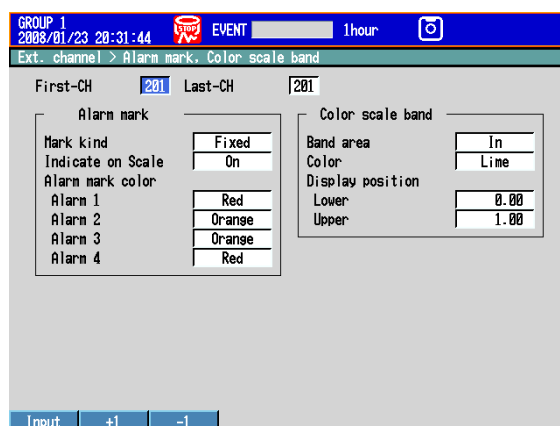 GROUP 1
2008/01/23 20:31:44
STOP
EVENT
1hour
Ext. channel > Alarm mark, Color scale band
First-CH 201 Last-CH 201
Alarm mark
Mark kind Fixed
Indicate on Scale On
Alarm mark color
Alarm 1 Red
Alarm 2 Orange
Alarm 3 Orange
Alarm 4 Red
Color scale band
Band area In
Color Lime
Display position
Lower 0.00
Upper 1.00
Input +1 -1